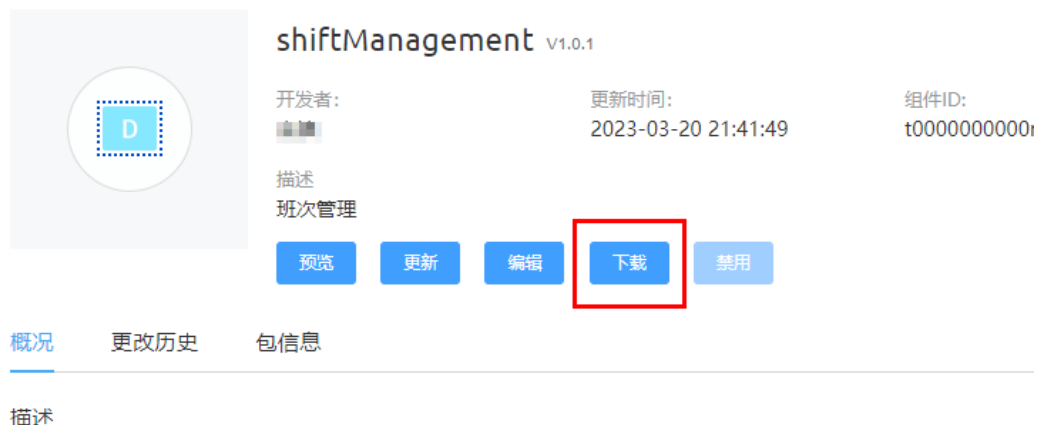 shiftManagement V1.0.1
开发者: 更新时间: 组件ID:
2023-03-20 21:41:49 t0000000000
描述
班次管理
D
预览 更新 编辑 下载 禁用
概况 更改历史 包信息
描述